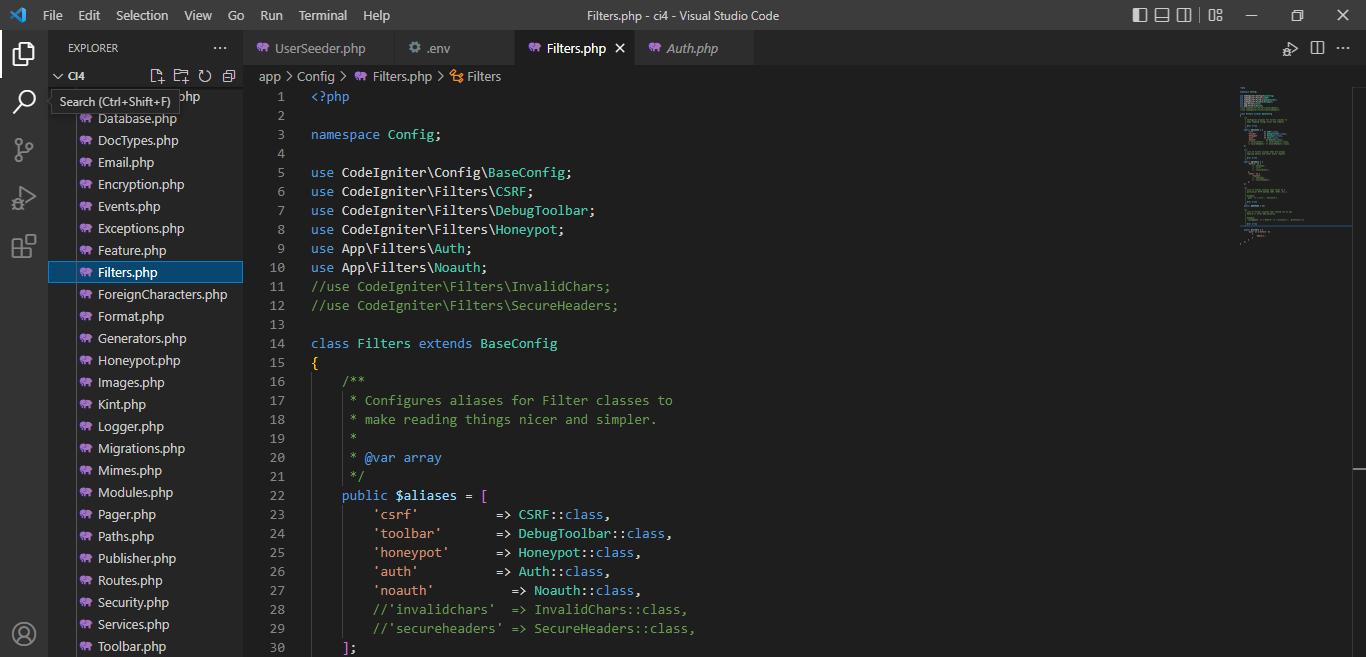 File Edit Selection View Go Run Terminal Help
Filters.php - ci4 - Visual Studio Code
EXPLORER
UserSeeder.php
.env
Filters.php
Auth.php
CI4
app > Config > Filters.php > Filters
Search (Ctrl+Shift+F)
php
Database.php
DocTypes.php
Email.php
Encryption.php
Events.php
Exceptions.php
Feature.php
Filters.php
ForeignCharacters.php
Format.php
Generators.php
Honeypot.php
Images.php
Kint.php
Logger.php
Migrations.php
Mimes.php
Modules.php
Pager.php
Paths.php
Publisher.php
Routes.php
Security.php
Services.php
Toolbar.php
1 <?php
2
3 namespace Config;
4
5 use CodeIgniter\Config\BaseConfig;
6 use CodeIgniter\Filters\CSRF;
7 use CodeIgniter\Filters\DebugToolbar;
8 use CodeIgniter\Filters\Honeypot;
9 use App\Filters\Auth;
10 use App\Filters\Noauth;
11 //use CodeIgniter\Filters\InvalidChars;
12 //use CodeIgniter\Filters\SecureHeaders;
13
14 class Filters extends BaseConfig
15 {
16     /**
17      * Configures aliases for Filter classes to
18      * make reading things nicer and simpler.
19      *
20      * @var array
21      */
22     public $aliases = [
23         'csrf'          => CSRF::class,
24         'toolbar'       => DebugToolbar::class,
25         'honeypot'      => Honeypot::class,
26         'auth'          => Auth::class,
27         'noauth'          => Noauth::class,
28         //'invalidchars'  => InvalidChars::class,
29         //'secureheaders' => SecureHeaders::class,
30     ];